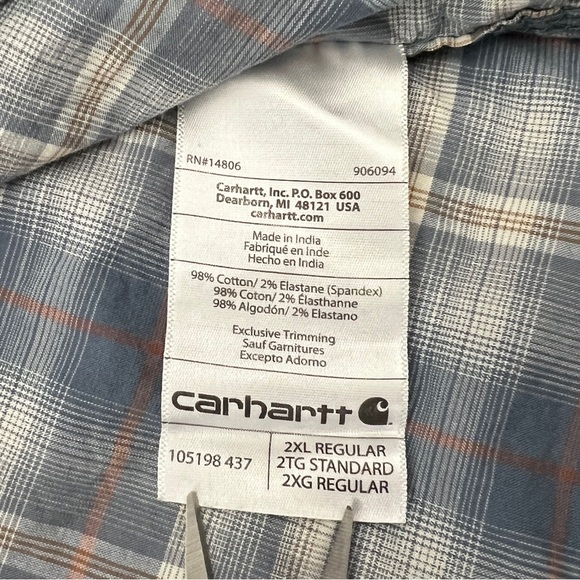 RN#14806 906094
Carhartt, Inc. P.O. Box 600
Dearborn, MI 48121 USA
carhartt.com
Made in India
Fabriqué en Inde
Hecho en India
98% Cotton/ 2% Elastane (Spandex)
98% Coton/ 2% Élasthanne
98% Algodón/ 2% Elastano
Exclusive Trimming
Sauf Garnitures
Excepto Adorno
carhartt
105198 437
2XL REGULAR
2TG STANDARD
2XG REGULAR